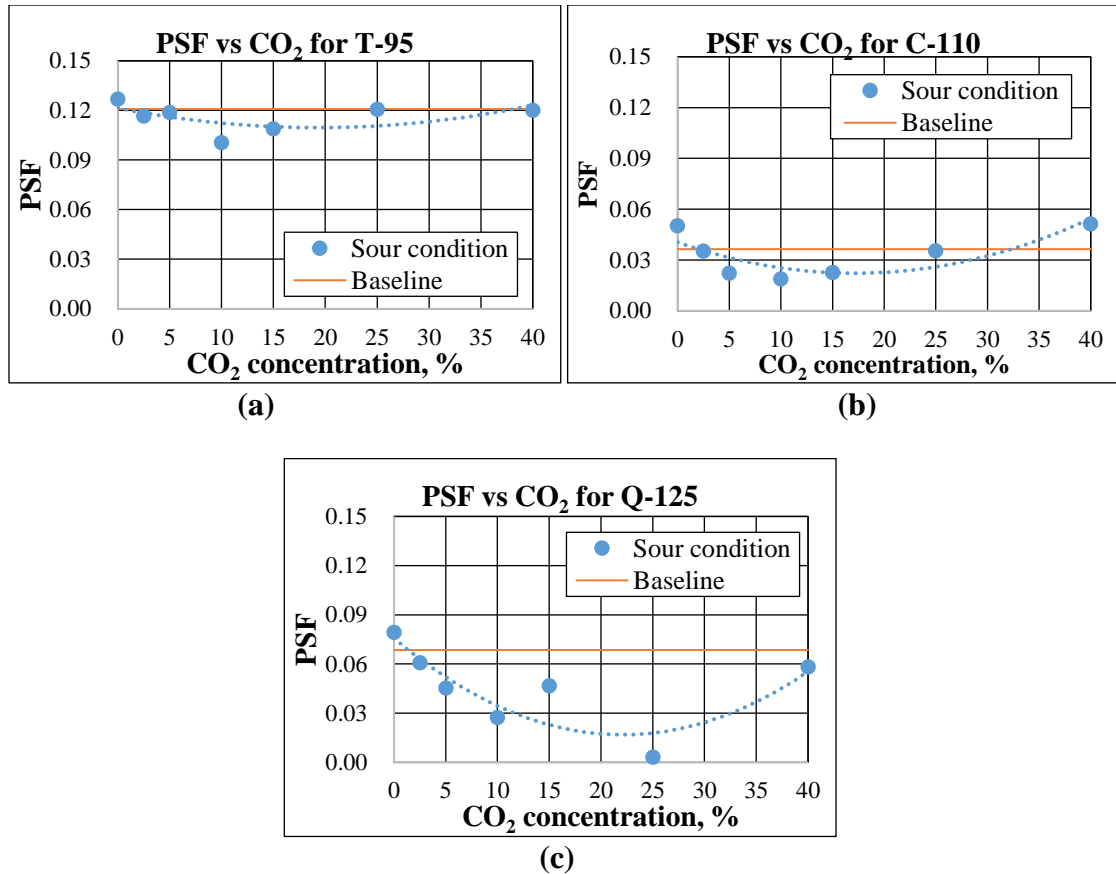 PSF vs CO₂ for T-95
0.15
0.12
0.09
0.06
0.03
0.00
PSF
Sour condition
Baseline
0 5 10 15 20 25 30 35 40
CO₂ concentration, %
(a)
PSF vs CO₂ for C-110
0.15
0.12
0.09
0.06
0.03
0.00
PSF
Sour condition
Baseline
0 5 10 15 20 25 30 35 40
CO₂ concentration, %
(b)
PSF vs CO₂ for Q-125
0.15
0.12
0.09
0.06
0.03
0.00
PSF
Sour condition
Baseline
0 5 10 15 20 25 30 35 40
CO₂ concentration, %
(c)